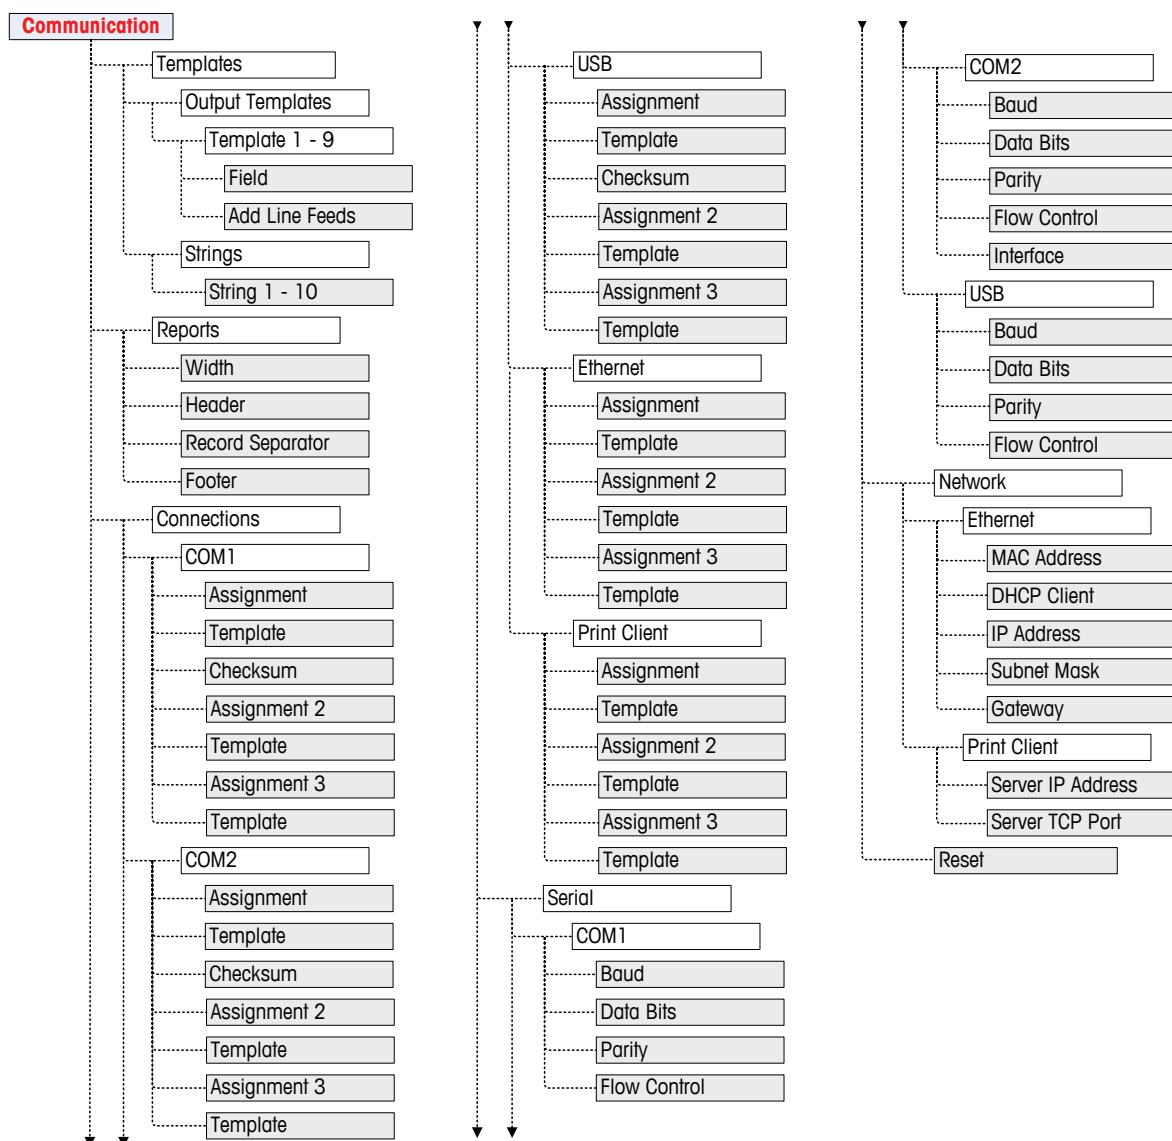 Communication
Templates
Output Templates
Template 1 - 9
Field
Add Line Feeds
Strings
String 1 - 10
Reports
Width
Header
Record Separator
Footer
Connections
COM1
Assignment
Template
Checksum
Assignment 2
Template
Assignment 3
Template
COM2
Assignment
Template
Checksum
Assignment 2
Template
Assignment 3
Template
USB
Assignment
Template
Checksum
Assignment 2
Template
Assignment 3
Template
Ethernet
Assignment
Template
Assignment 2
Template
Assignment 3
Template
Print Client
Assignment
Template
Assignment 2
Template
Assignment 3
Template
Serial
COM1
Baud
Data Bits
Parity
Flow Control
COM2
Baud
Data Bits
Parity
Flow Control
Interface
USB
Baud
Data Bits
Parity
Flow Control
Network
Ethernet
MAC Address
DHCP Client
IP Address
Subnet Mask
Gateway
Print Client
Server IP Address
Server TCP Port
Reset